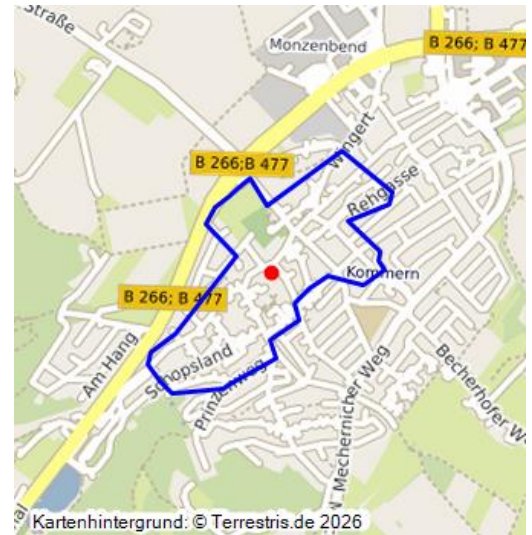 Straße
Monzenbend
B 266; B 477
Wingert
B 266;B 477
Rehgasse
Kommern
B 266; B 477
Am Hang
Schopsland
Prinzenweg
Mechernicher Weg
Becherhofer
Kartenhintergrund: © Terrestris.de 2026